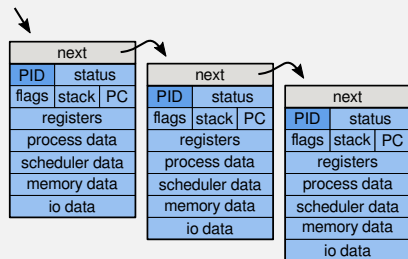 next
PID status
flags stack PC
registers
process data
scheduler data
memory data
io data
next
PID status
flags stack PC
registers
process data
scheduler data
memory data
io data
next
PID status
flags stack PC
registers
process data
scheduler data
memory data
io data